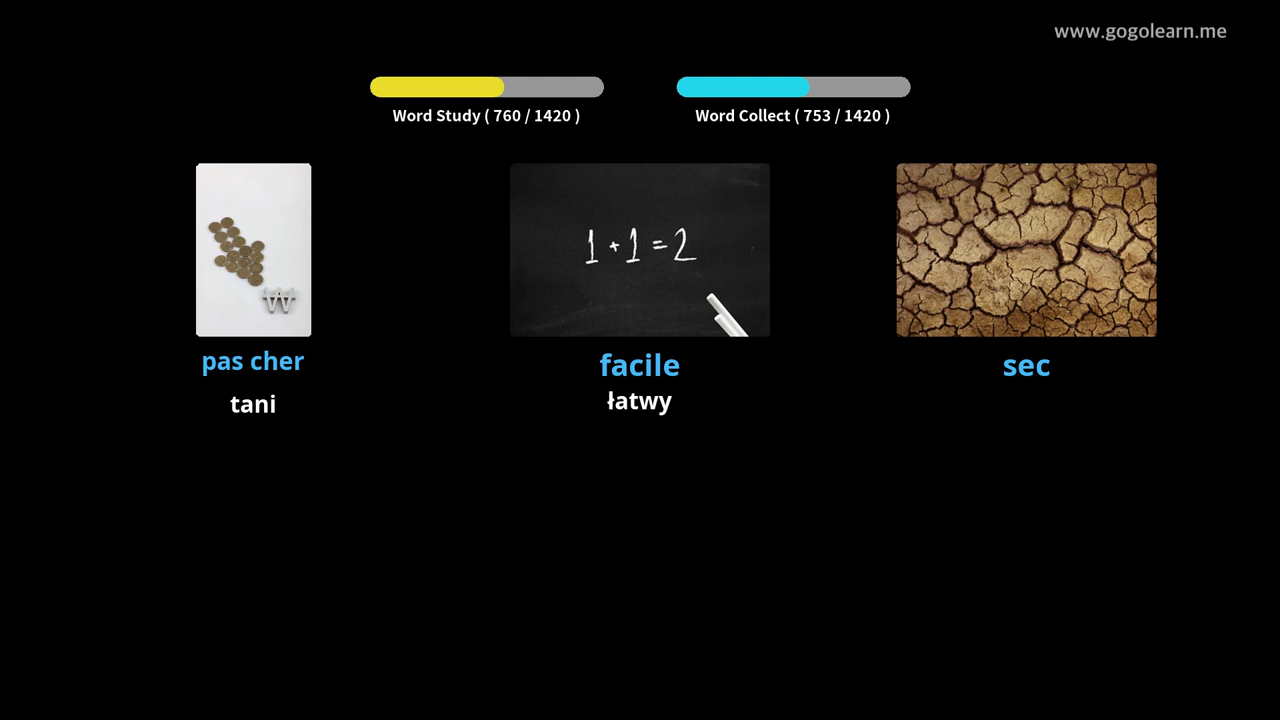 www.gogolearn.me
Word Study ( 760 / 1420 )
Word Collect ( 753 / 1420 )
₩
1 + 1 = 2
pas cher
facile
sec
tani
łatwy